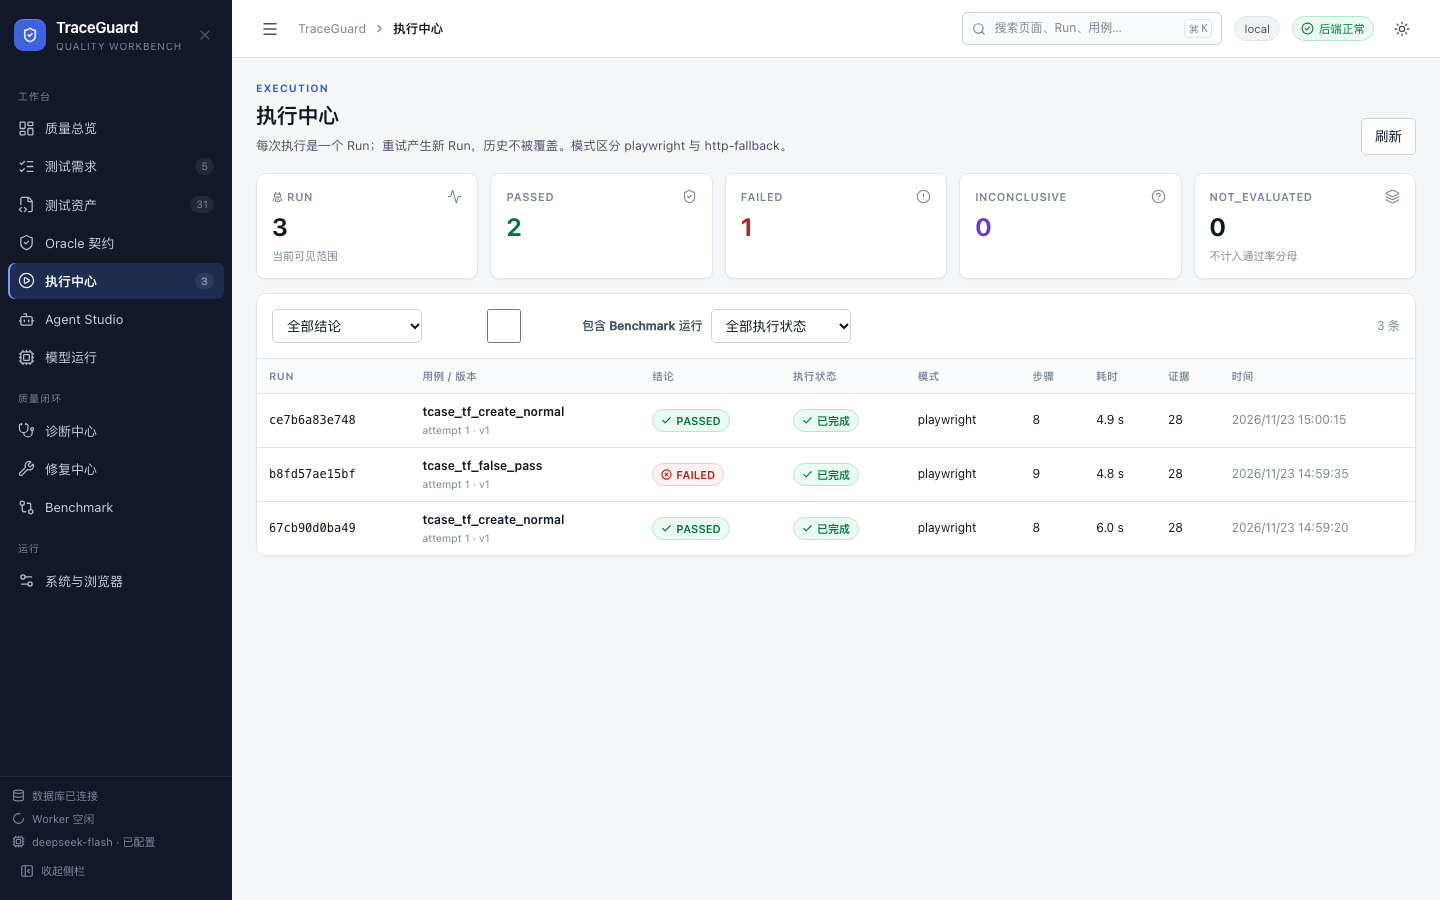 TraceGuard
QUALITY WORKBENCH
工作台
质量总览
测试需求 5
测试资产 31
Oracle 契约
执行中心 3
Agent Studio
模型运行
质量闭环
诊断中心
修复中心
Benchmark
运行
系统与浏览器
数据库已连接
Worker 空闲
deepseek-flash · 已配置
收起侧栏
TraceGuard > 执行中心
搜索页面、Run、用例... ⌘ K
local
后端正常
EXECUTION
执行中心
每次执行是一个 Run；重试产生新 Run，历史不被覆盖。模式区分 playwright 与 http-fallback。
刷新
总 RUN
3
当前可见范围
PASSED
2
FAILED
1
INCONCLUSIVE
0
NOT_EVALUATED
0
不计入通过率分母
全部结论 包含 Benchmark 运行 全部执行状态 3 条
RUN 用例 / 版本 结论 执行状态 模式 步骤 耗时 证据 时间
ce7b6a83e748 tcase_tf_create_normal PASSED 已完成 playwright 8 4.9 s 28 2026/11/23 15:00:15
attempt 1 · v1
b8fd57ae15bf tcase_tf_false_pass FAILED 已完成 playwright 9 4.8 s 28 2026/11/23 14:59:35
attempt 1 · v1
67cb90d0ba49 tcase_tf_create_normal PASSED 已完成 playwright 8 6.0 s 28 2026/11/23 14:59:20
attempt 1 · v1